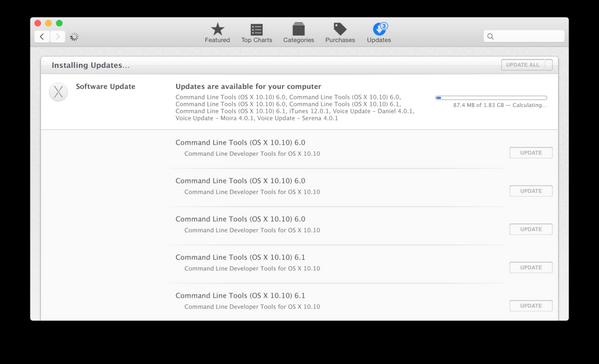 Featured
Top Charts
Categories
Purchases
Updates
Installing Updates...
UPDATE ALL
Software Update
Updates are available for your computer
Command Line Tools (OS X 10.10) 6.0, Command Line Tools (OS X 10.10) 6.0,
Command Line Tools (OS X 10.10) 6.0, Command Line Tools (OS X 10.10) 6.1,
Command Line Tools (OS X 10.10) 6.1, iTunes 12.0.1, Voice Update - Daniel 4.0.1,
Voice Update - Moira 4.0.1, Voice Update - Serena 4.0.1
87.4 MB of 1.83 GB — Calculating...
Command Line Tools (OS X 10.10) 6.0
Command Line Developer Tools for OS X 10.10
UPDATE
Command Line Tools (OS X 10.10) 6.0
Command Line Developer Tools for OS X 10.10
UPDATE
Command Line Tools (OS X 10.10) 6.0
Command Line Developer Tools for OS X 10.10
UPDATE
Command Line Tools (OS X 10.10) 6.1
Command Line Developer Tools for OS X 10.10
UPDATE
Command Line Tools (OS X 10.10) 6.1
Command Line Developer Tools for OS X 10.10
UPDATE